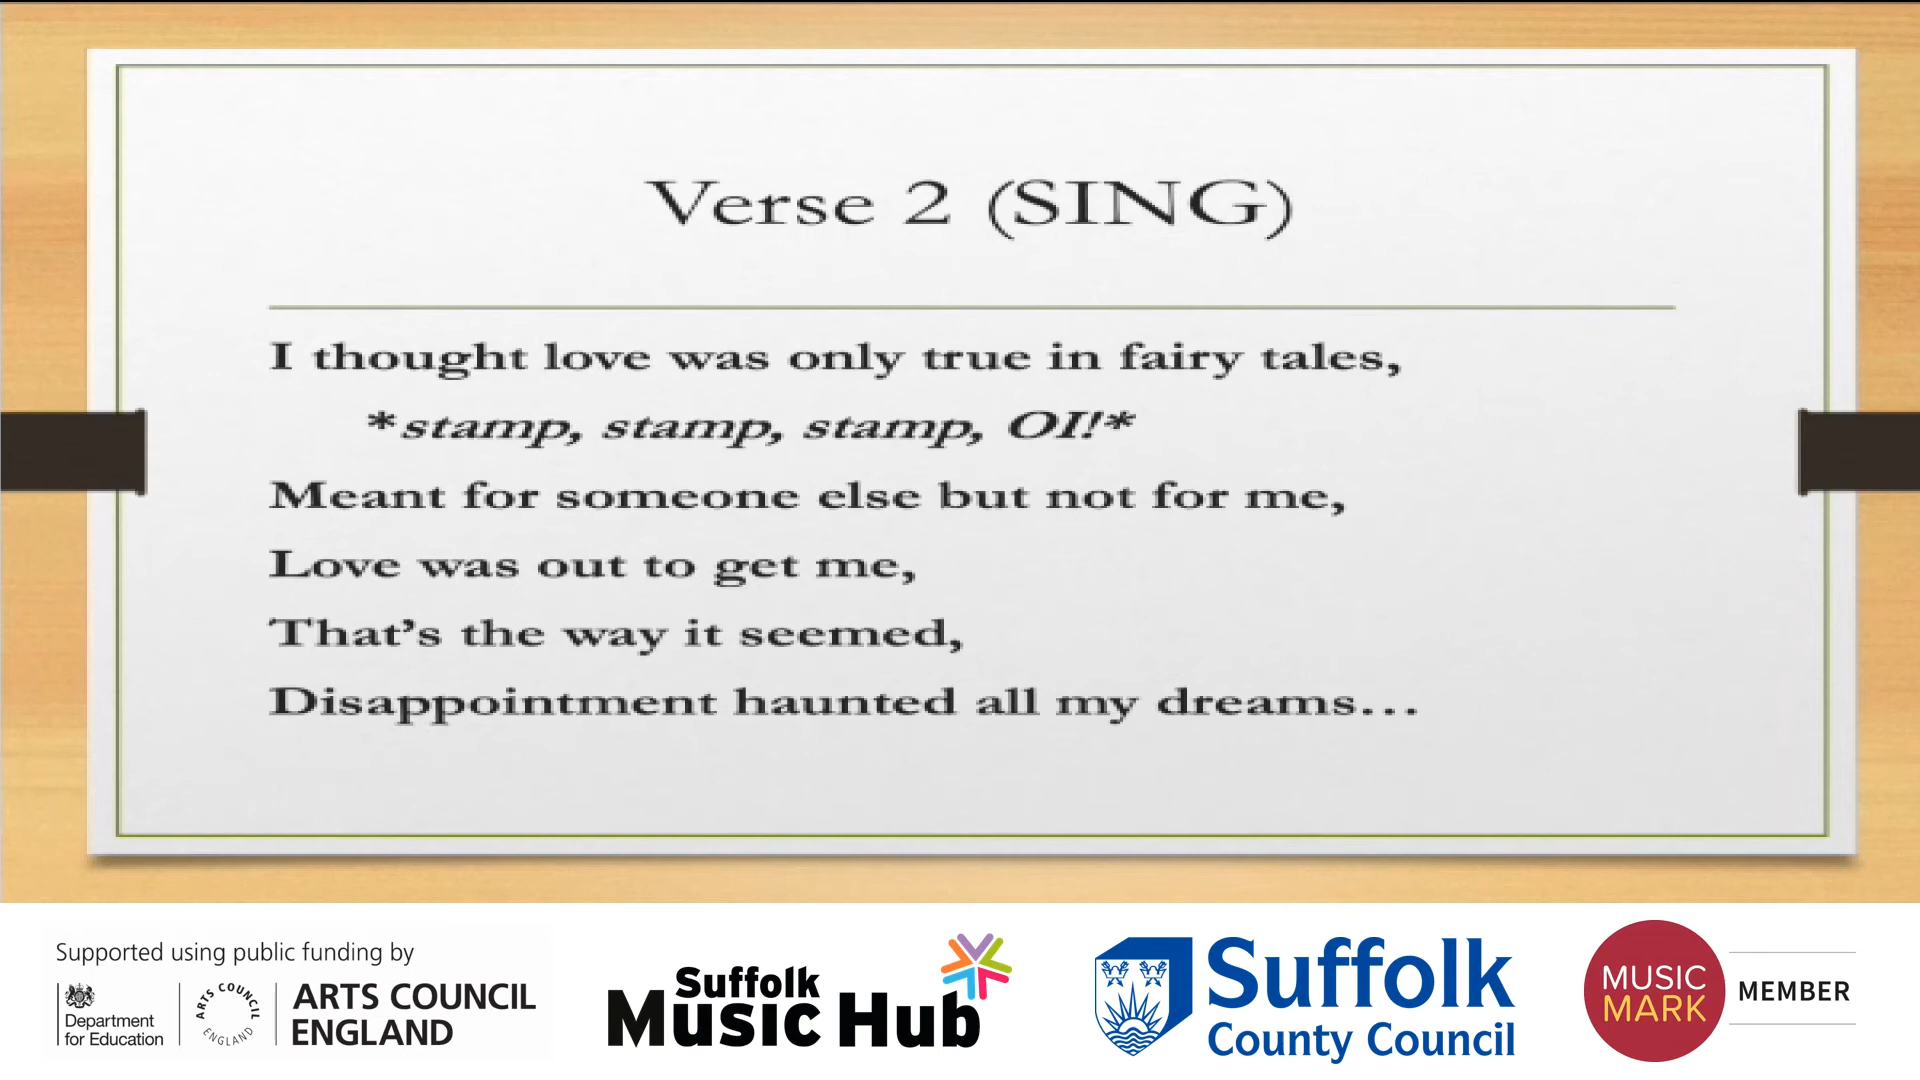 Verse 2 (SING)
I thought love was only true in fairy tales,
*stamp, stamp, stamp, OI!*
Meant for someone else but not for me,
Love was out to get me,
That’s the way it seemed,
Disappointment haunted all my dreams…
Supported using public funding by
Department
for Education
ARTS COUNCIL
ENGLAND
ARTS COUNCIL
ENGLAND
Suffolk
Music Hub
Suffolk
County Council
MUSIC
MARK
MEMBER